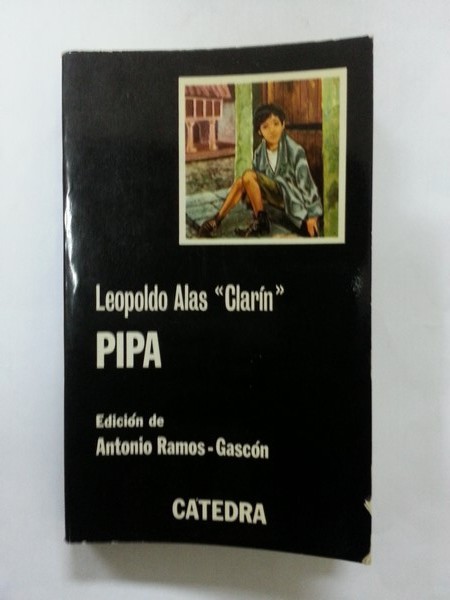 Leopoldo Alas “Clarín”
PIPA
Edición de
Antonio Ramos-Gascón
CATEDRA